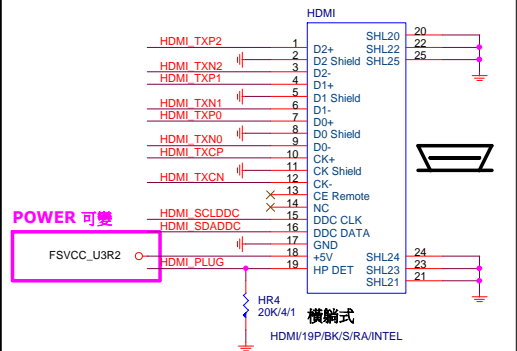 HDMI
HDMI_TXP2 1 D2+ SHL20 20
2 D2 Shield SHL22 22
HDMI_TXN2 3 D2- SHL25 25
HDMI_TXP1 4 D1+
5 D1 Shield
HDMI_TXN1 6 D1-
HDMI_TXP0 7 D0+
8 D0 Shield
HDMI_TXN0 9 D0-
HDMI_TXCP 10 CK+
11 CK Shield
HDMI_TXCN 12 CK-
13 CE Remote
14 NC
HDMI_SCLDDC 15 DDC CLK
HDMI_SDADDC 16 DDC DATA
17 GND
POWER 可變
FSVCC_U3R2 18 +5V SHL24 24
HDMI_PLUG 19 HP DET SHL23 23
SHL21 21
HR4
20K/4/1
橫躺式
HDMI/19P/BK/S/RA/INTEL